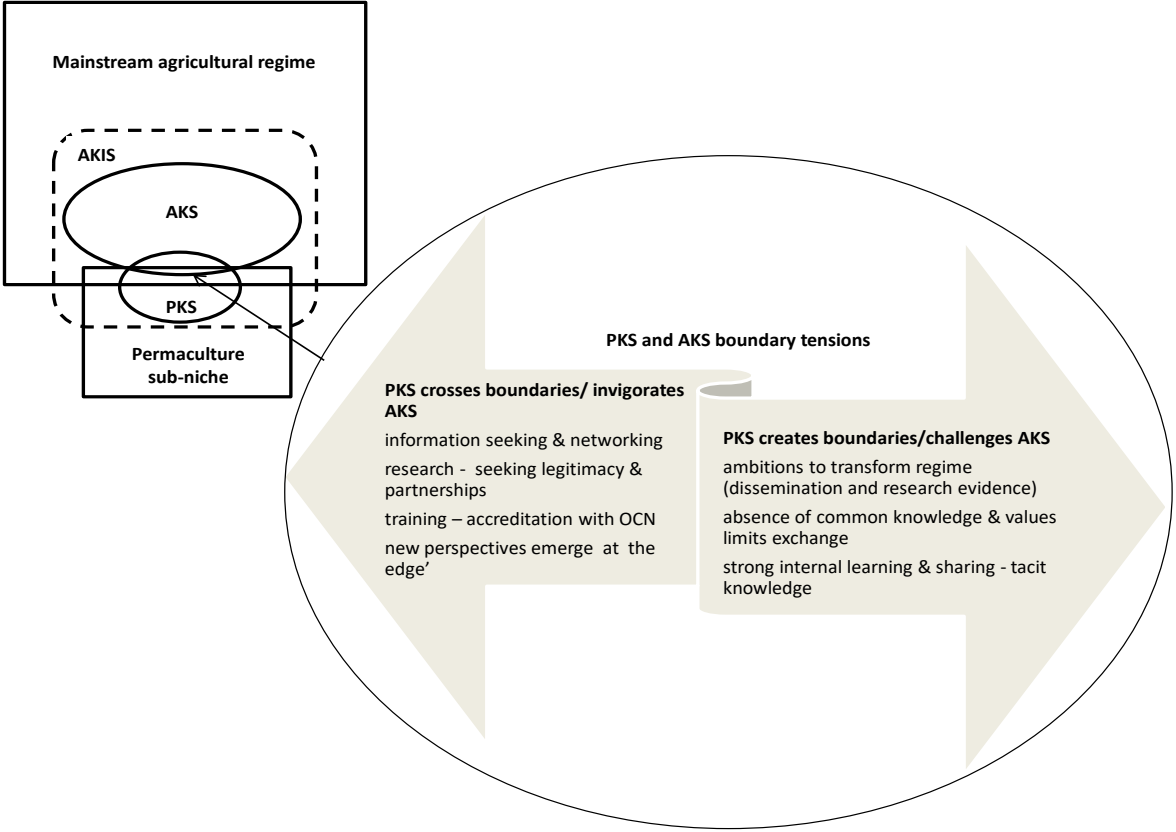 Mainstream agricultural regime
AKIS
AKS
PKS
Permaculture
sub-niche
PKS and AKS boundary tensions
PKS crosses boundaries/ invigorates
AKS
information seeking & networking
research -  seeking legitimacy &
partnerships
training – accreditation with OCN
new perspectives emerge  at  the
edge’
PKS creates boundaries/challenges AKS
ambitions to transform regime
(dissemination and research evidence)
absence of common knowledge & values
limits exchange
strong internal learning & sharing - tacit
knowledge